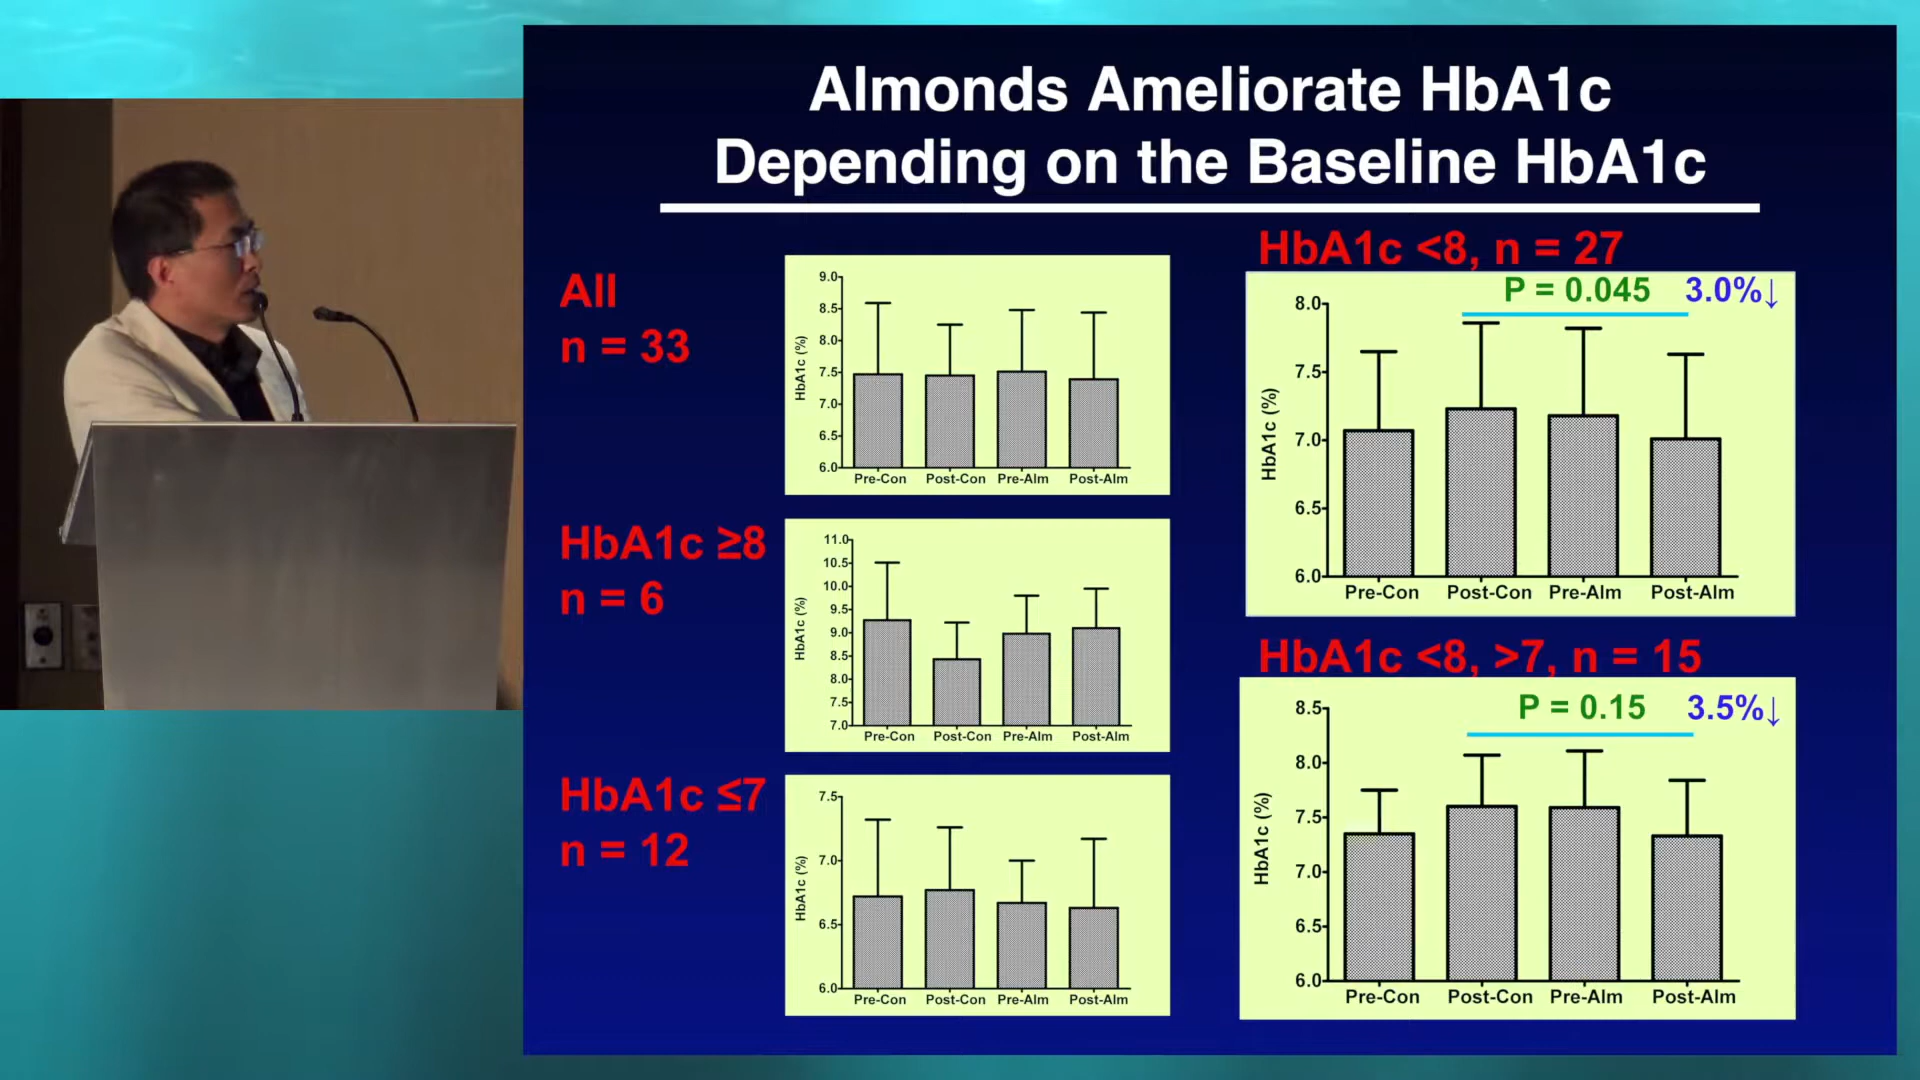 Almonds Ameliorate HbA1c
Depending on the Baseline HbA1c
All
n = 33
HbA1c (%)
9.0
8.5
8.0
7.5
7.0
6.5
6.0
Pre-Con Post-Con Pre-Alm Post-Alm
HbA1c ≥8
n = 6
HbA1c (%)
11.0
10.5
10.0
9.5
9.0
8.5
8.0
7.5
7.0
Pre-Con Post-Con Pre-Alm Post-Alm
HbA1c ≤7
n = 12
HbA1c (%)
7.5
7.0
6.5
6.0
Pre-Con Post-Con Pre-Alm Post-Alm
HbA1c <8, n = 27
P = 0.045 3.0%↓
HbA1c (%)
8.0
7.5
7.0
6.5
6.0
Pre-Con Post-Con Pre-Alm Post-Alm
HbA1c <8, >7, n = 15
P = 0.15 3.5%↓
HbA1c (%)
8.5
8.0
7.5
7.0
6.5
6.0
Pre-Con Post-Con Pre-Alm Post-Alm